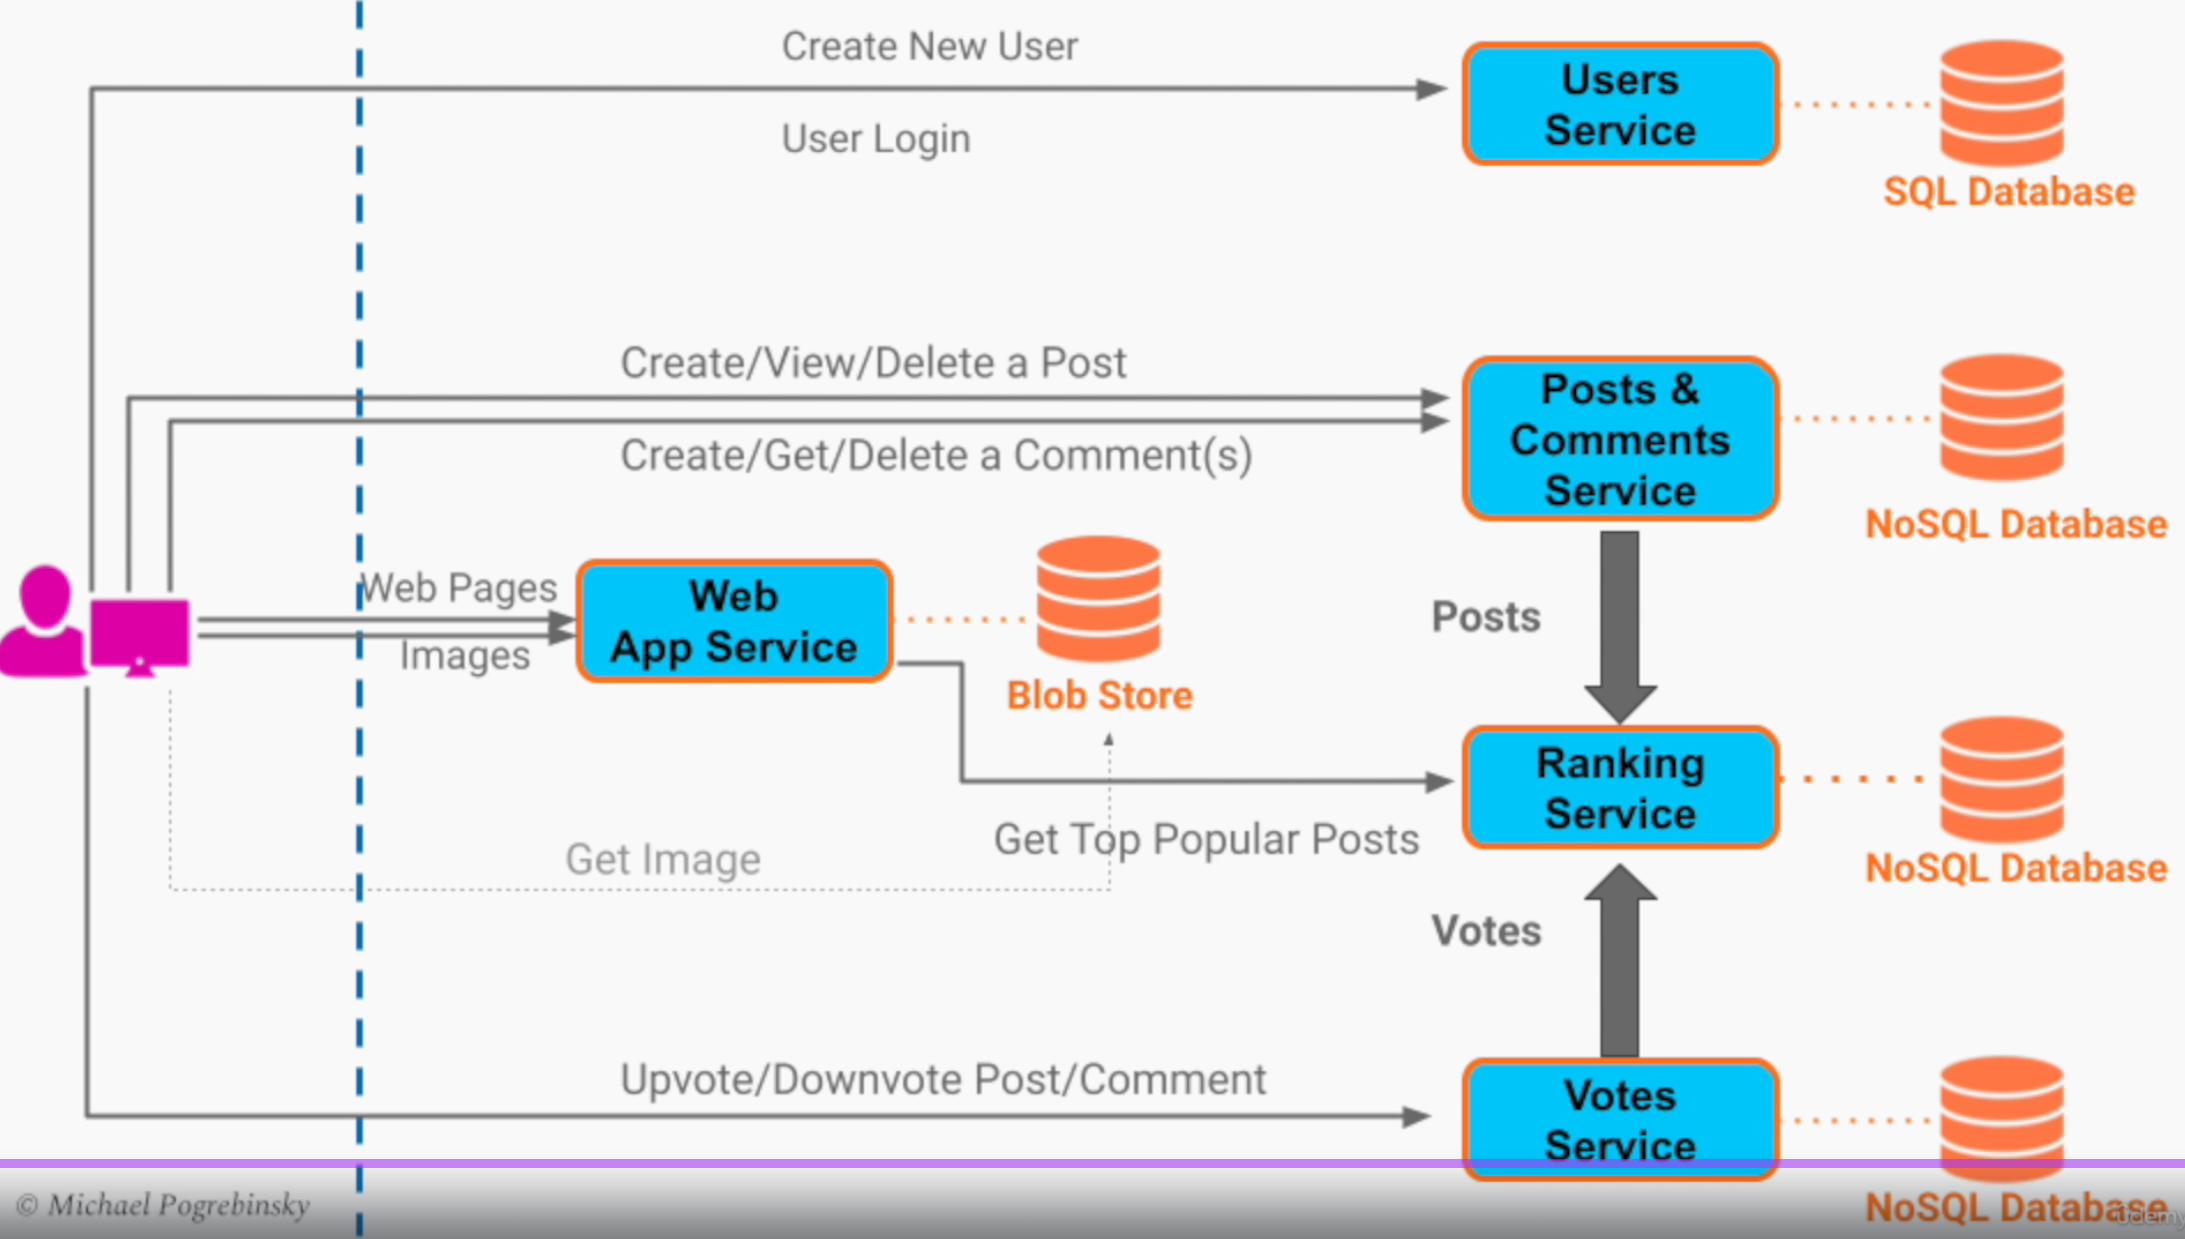 Create New User
User Login
Users
Service
SQL Database
Create/View/Delete a Post
Create/Get/Delete a Comment(s)
Posts &
Comments
Service
NoSQL Database
Web Pages
Images
Web
App Service
Blob Store
Posts
Ranking
Service
NoSQL Database
Get Top Popular Posts
Get Image
Votes
Upvote/Downvote Post/Comment
Votes
Service
NoSQL Database
© Michael Pogrebinsky
Udemy